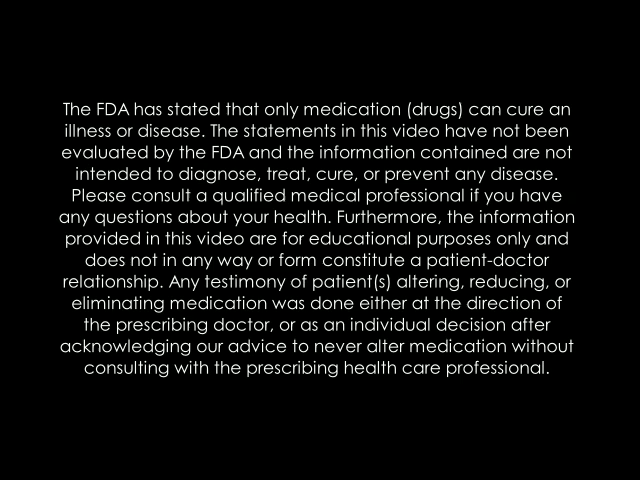 The FDA has stated that only medication (drugs) can cure an
illness or disease. The statements in this video have not been
evaluated by the FDA and the information contained are not
intended to diagnose, treat, cure, or prevent any disease.
Please consult a qualified medical professional if you have
any questions about your health. Furthermore, the information
provided in this video are for educational purposes only and
does not in any way or form constitute a patient-doctor
relationship. Any testimony of patient(s) altering, reducing, or
eliminating medication was done either at the direction of
the prescribing doctor, or as an individual decision after
acknowledging our advice to never alter medication without
consulting with the prescribing health care professional.